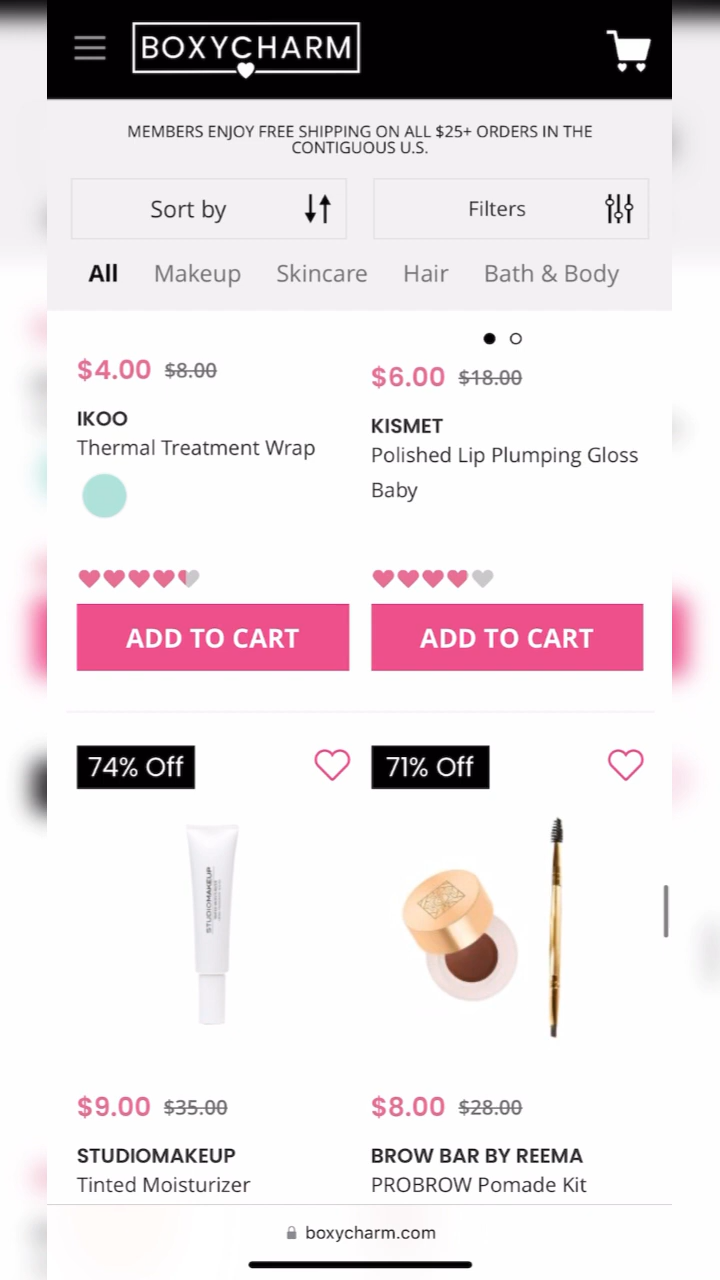 BOXYCHARM
MEMBERS ENJOY FREE SHIPPING ON ALL $25+ ORDERS IN THE
CONTIGUOUS U.S.
Sort by
Filters
All Makeup Skincare Hair Bath & Body
$4.00 $8.00
IKOO
Thermal Treatment Wrap
ADD TO CART
$6.00 $18.00
KISMET
Polished Lip Plumping Gloss
Baby
ADD TO CART
74% Off
STUDIOMAKEUP
$9.00 $35.00
STUDIOMAKEUP
Tinted Moisturizer
71% Off
$8.00 $28.00
BROW BAR BY REEMA
PROBROW Pomade Kit
boxycharm.com